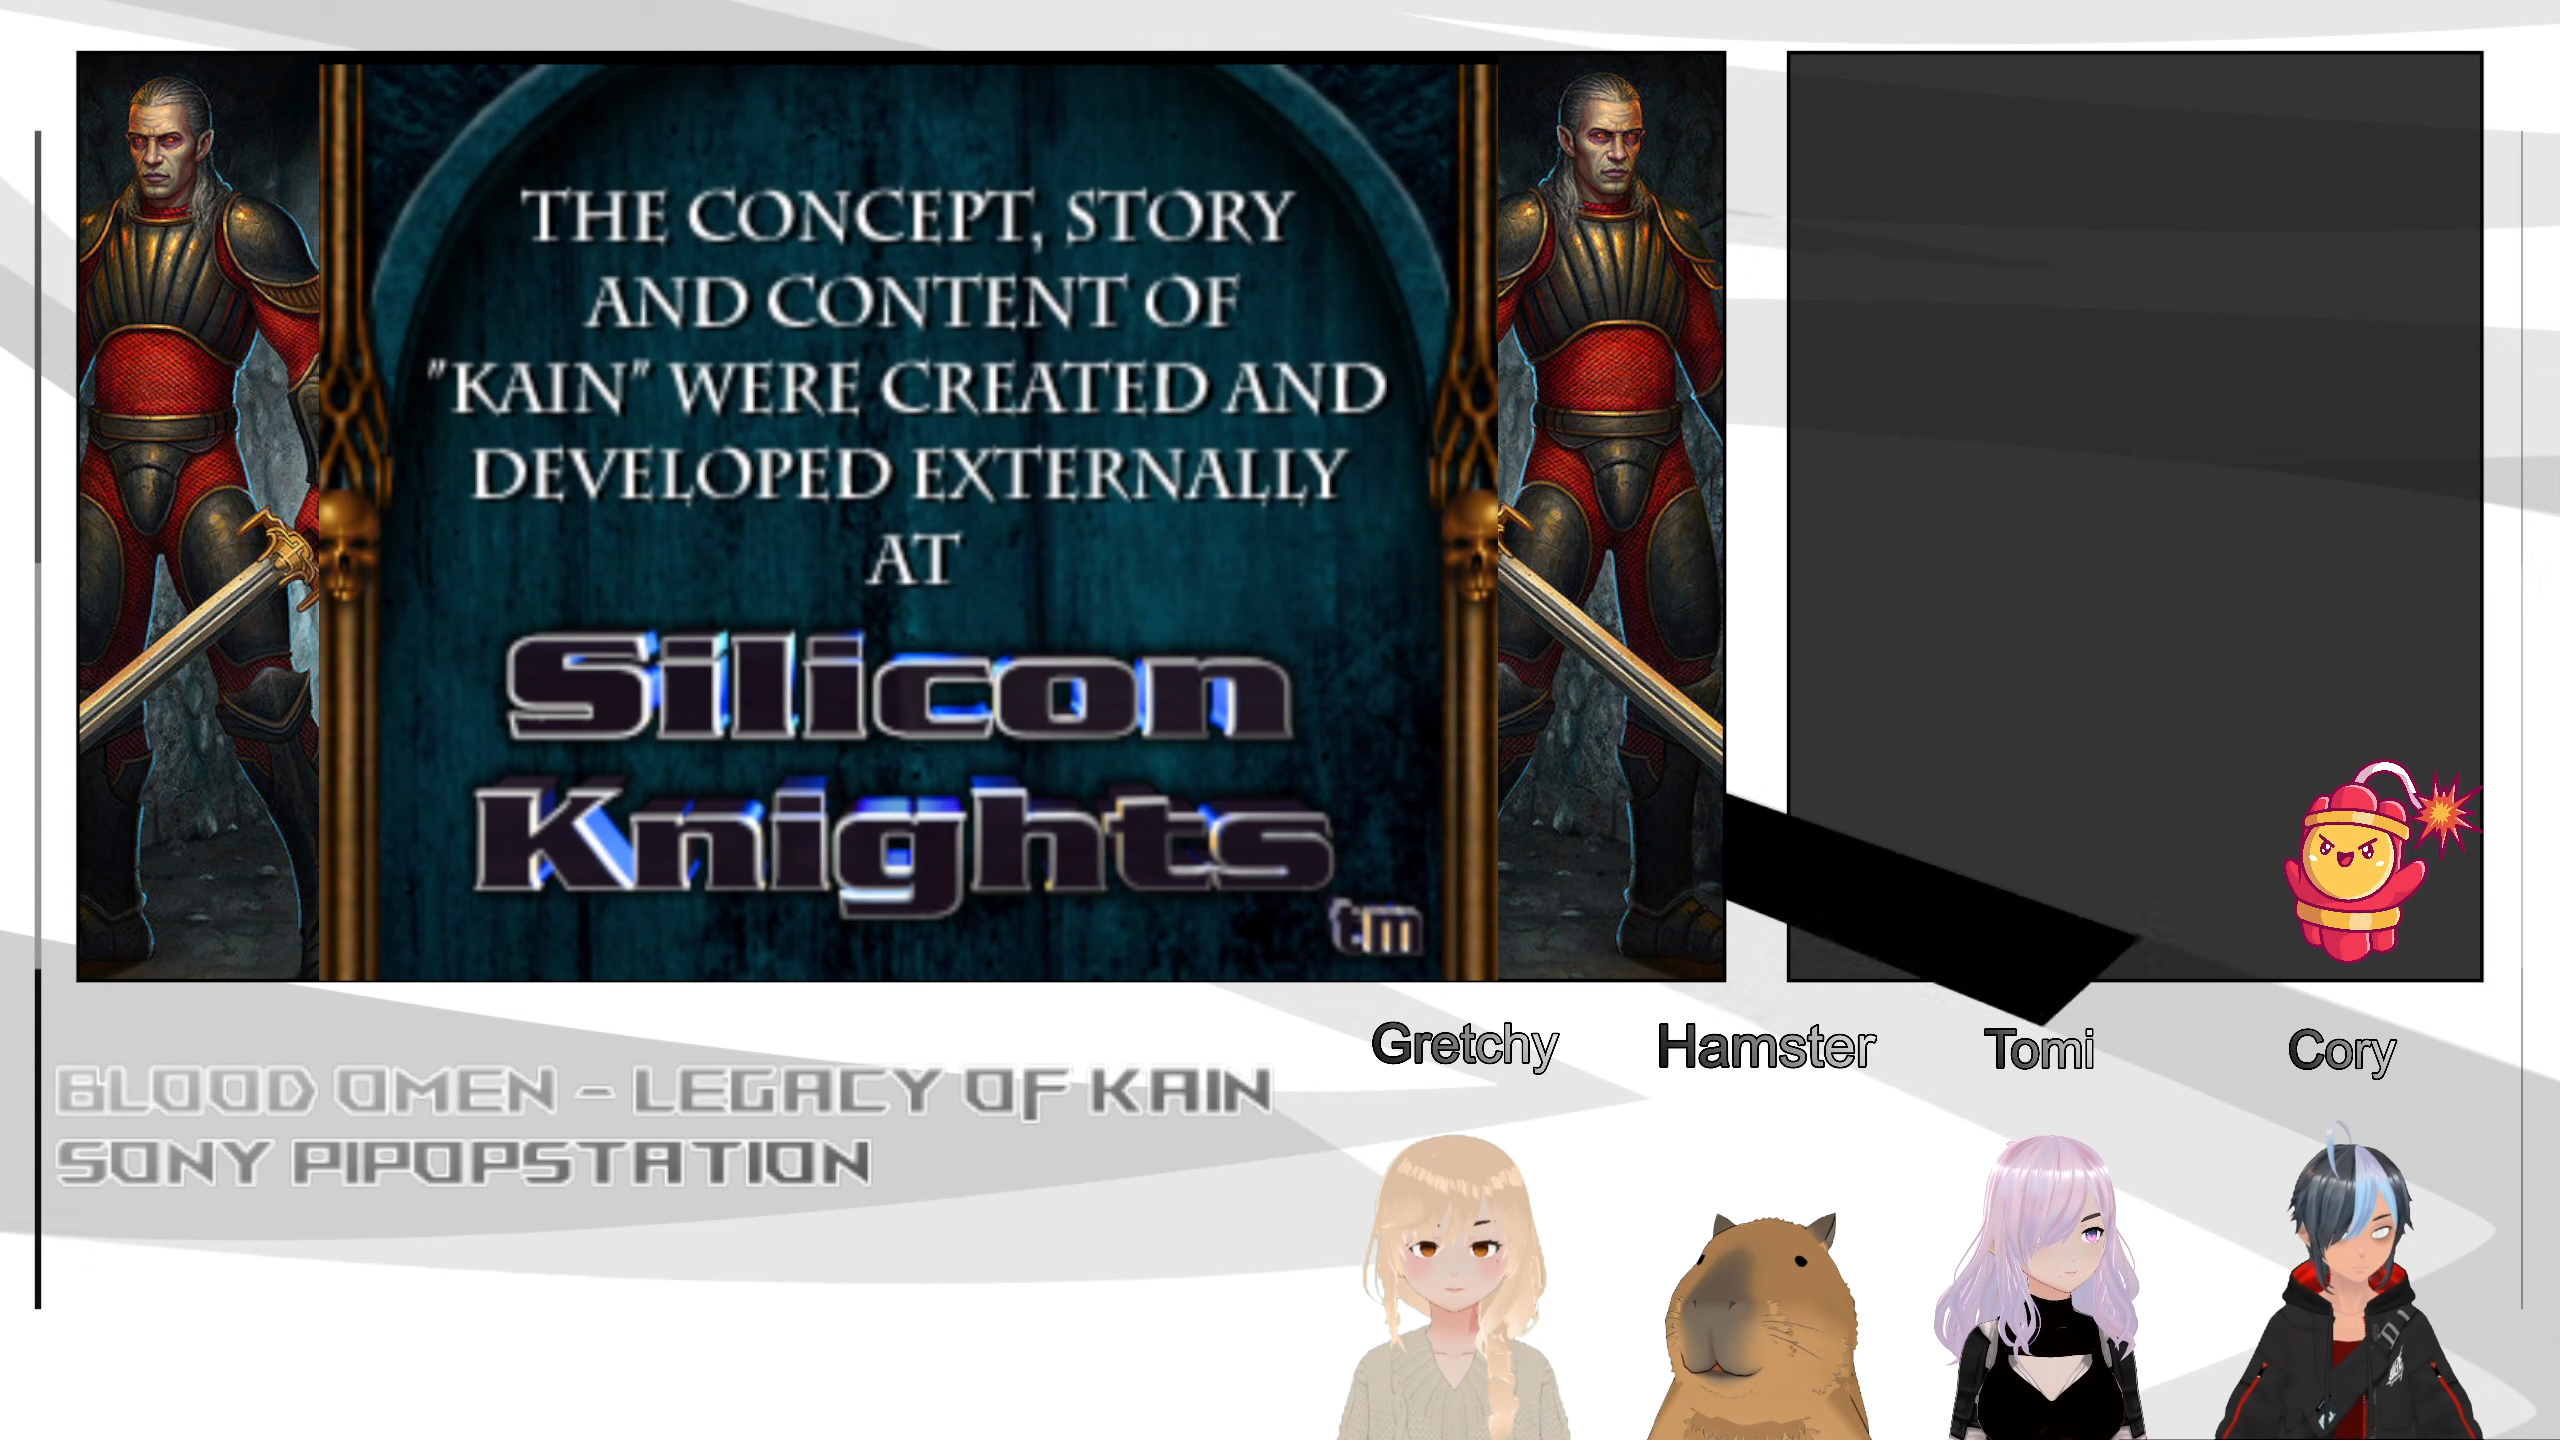 THE CONCEPT, STORY
AND CONTENT OF
"KAIN" WERE CREATED AND
DEVELOPED EXTERNALLY
AT
Silicon
Knights
tm
Gretchy
Hamster
Tomi
Cory
BLOOD OMEN - LEGACY OF KAIN
SONY PIPOPSTATION